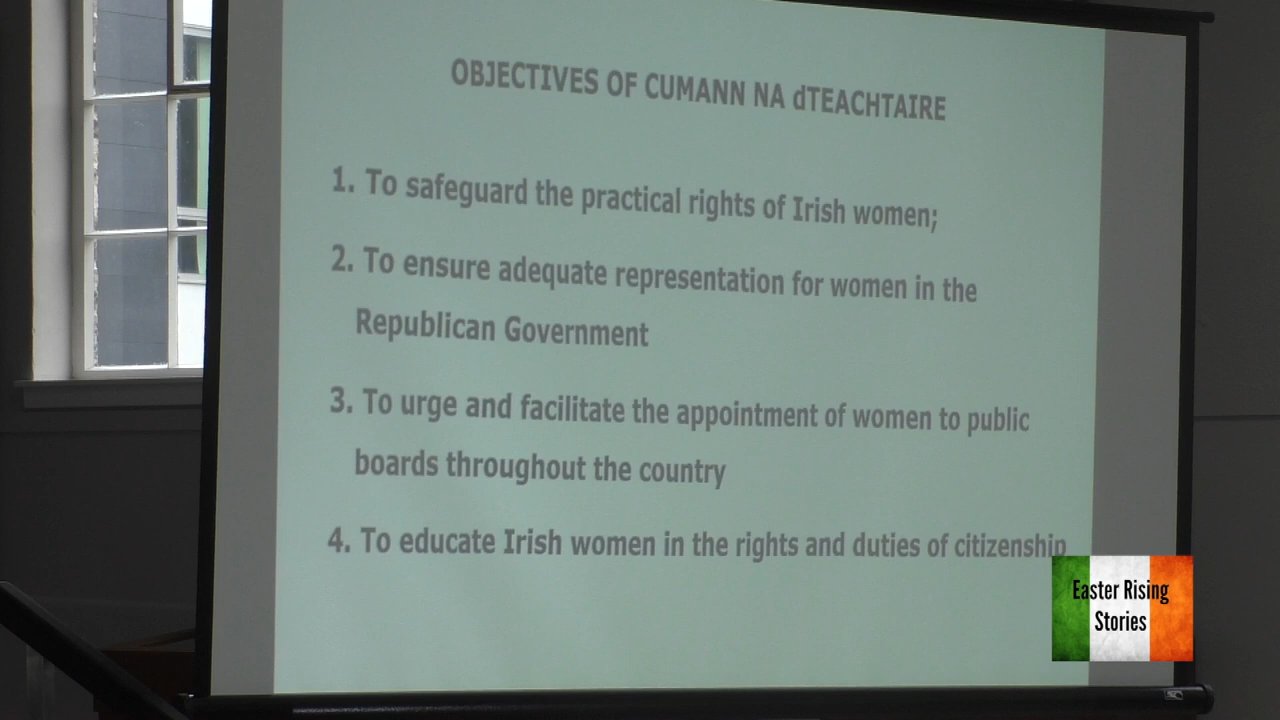 OBJECTIVES OF CUMANN NA dTEACHTAIRE
1. To safeguard the practical rights of Irish women;
2. To ensure adequate representation for women in the
Republican Government
3. To urge and facilitate the appointment of women to public
boards throughout the country
4. To educate Irish women in the rights and duties of citizenship
Easter Rising
Stories